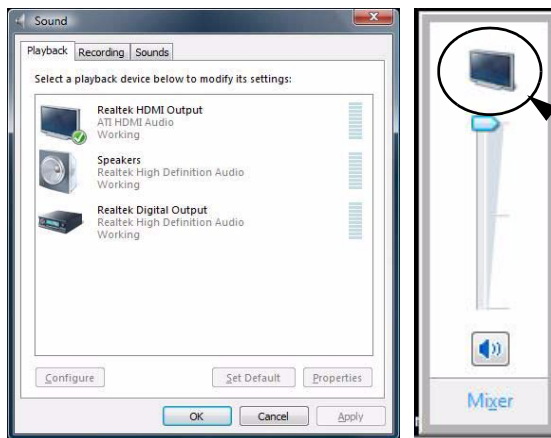 Sound
Playback Recording Sounds
Select a playback device below to modify its settings:
Realtek HDMI Output
ATI HDMI Audio
Working
Speakers
Realtek High Definition Audio
Working
Realtek Digital Output
Realtek High Definition Audio
Working
Configure Set Default Properties
OK Cancel Apply
Mixer